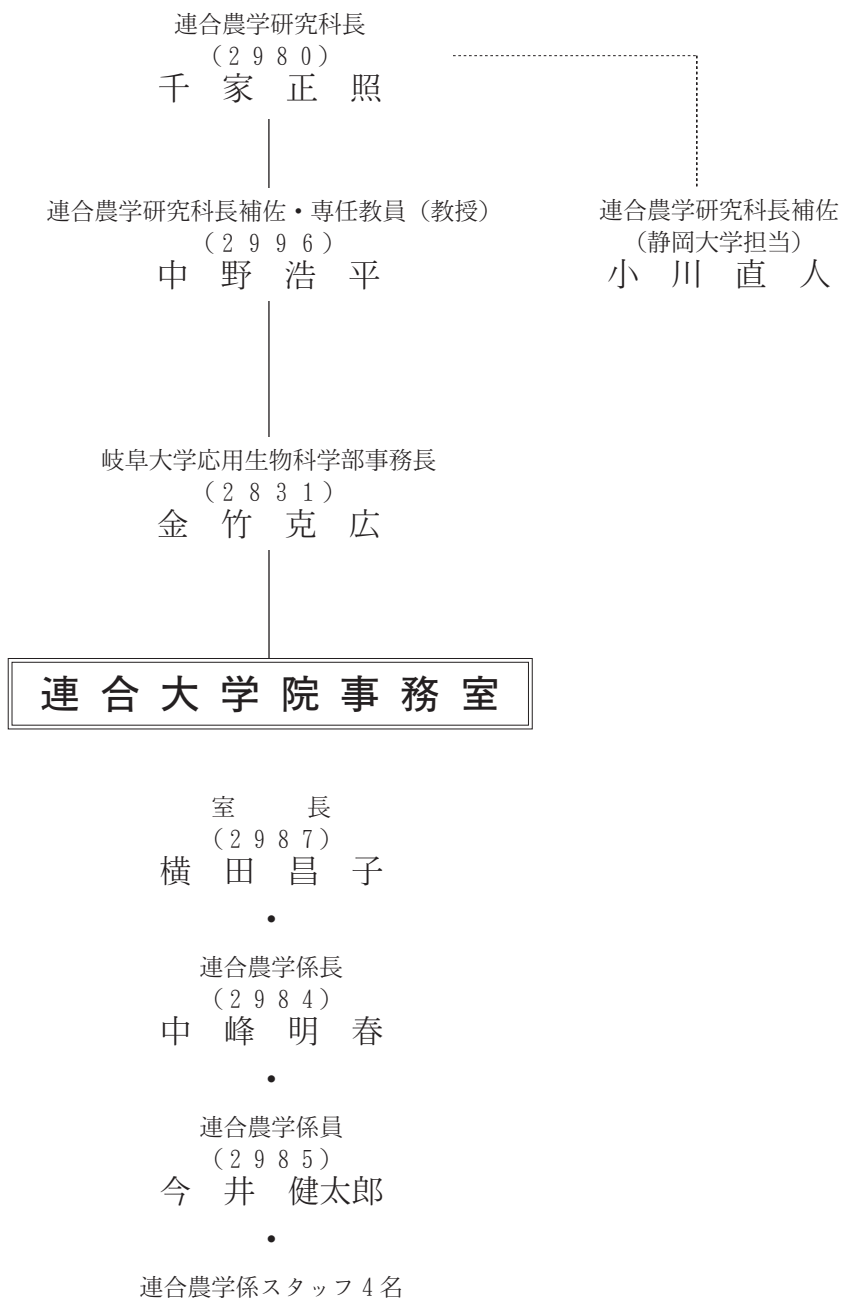 連合農学研究科長
(2980)
千家正照
連合農学研究科長補佐・専任教員(教授)
(2996)
中野浩平
連合農学研究科長補佐
(静岡大学担当)
小川直人
岐阜大学応用生物科学部事務長
(2831)
金竹克広
連合大学院事務室
室長
(2987)
横田昌子
・
連合農学係長
(2984)
中峰明春
・
連合農学係員
(2985)
今井健太郎
・
連合農学係スタッフ4名